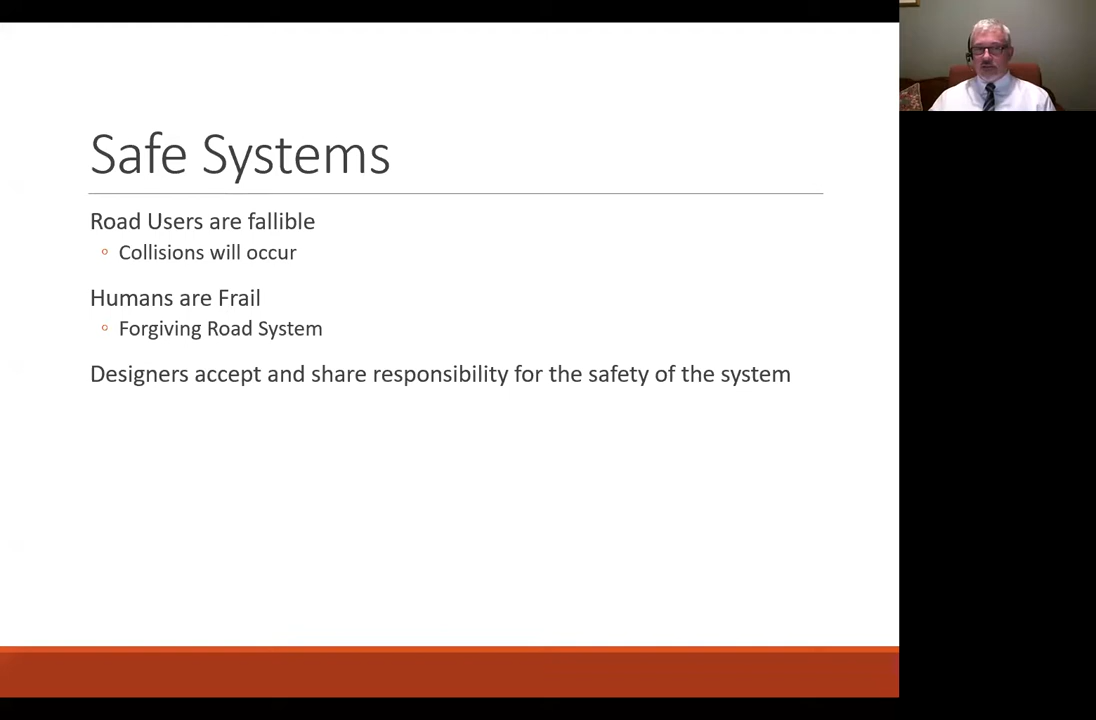 Safe Systems
Road Users are fallible
Collisions will occur
Humans are Frail
Forgiving Road System
Designers accept and share responsibility for the safety of the system